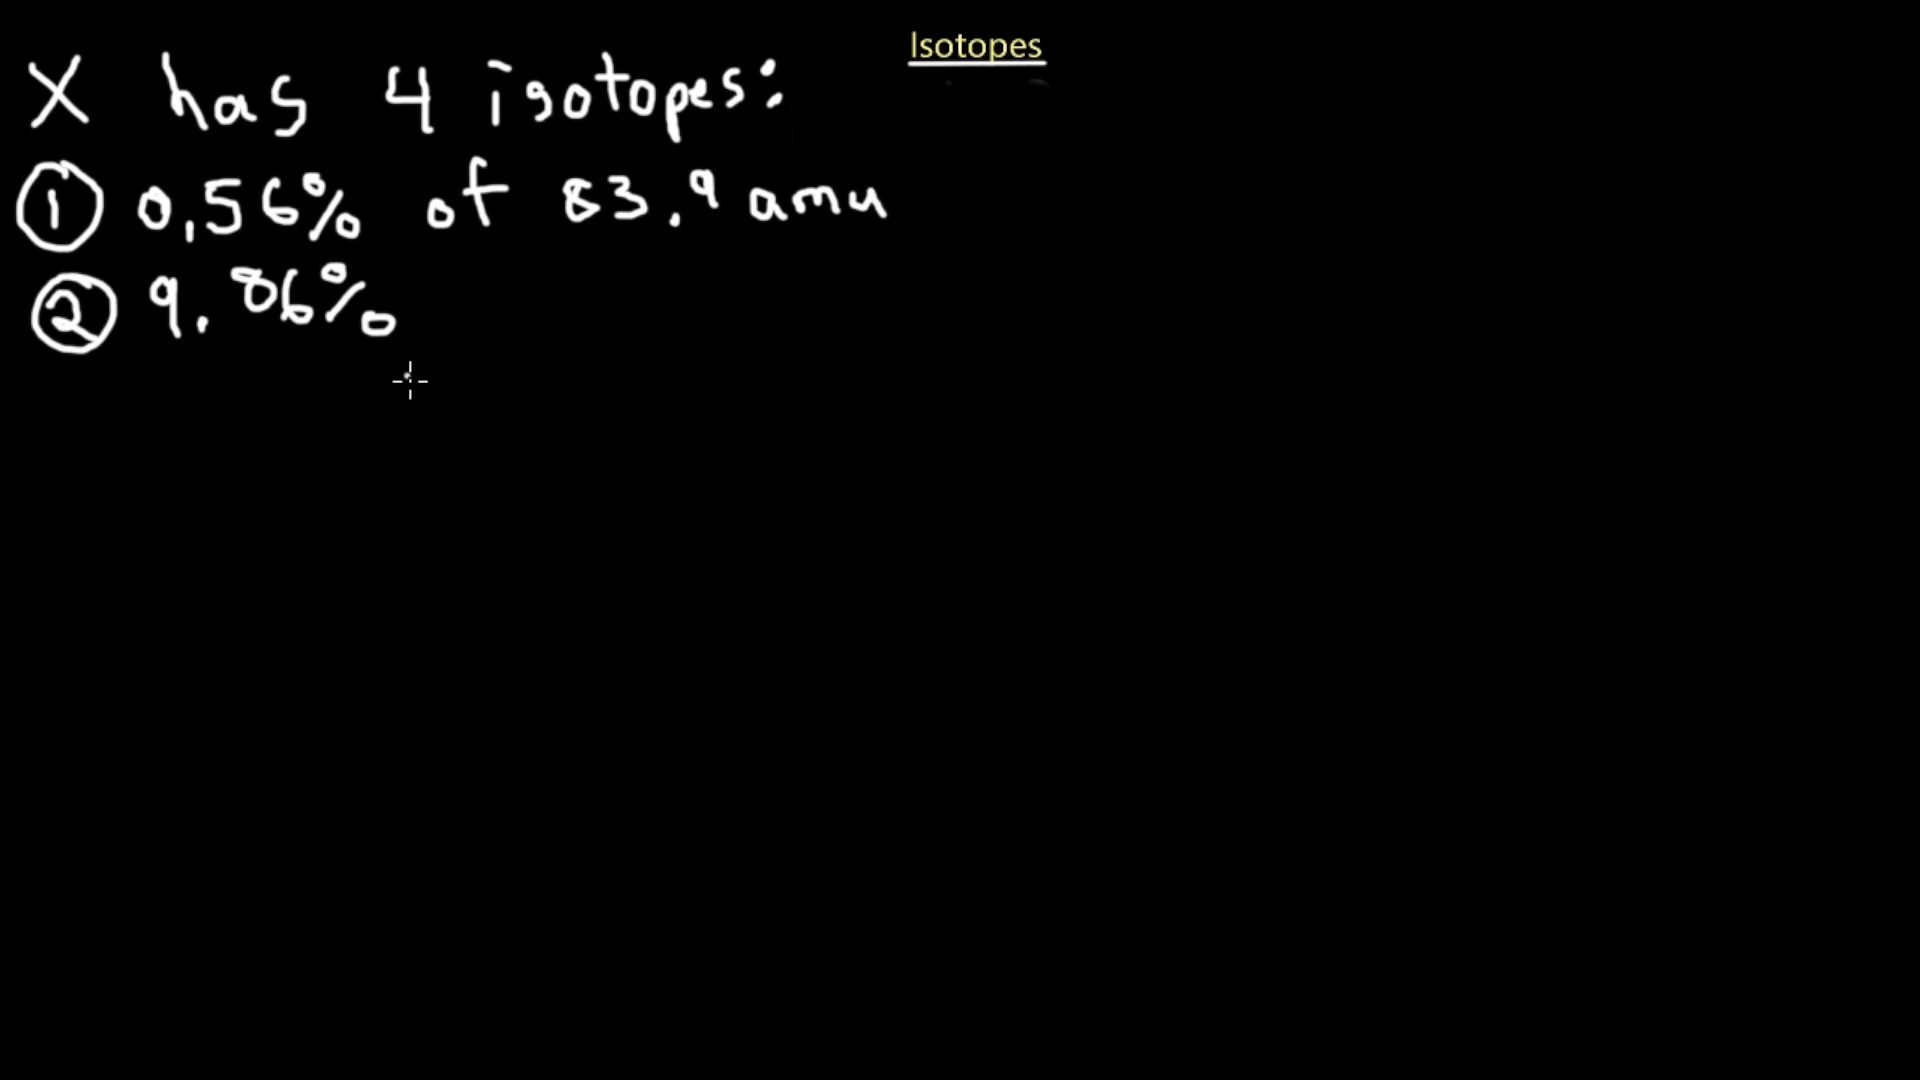 Isotopes
X has 4 isotopes:
① 0,56% of 83.9 amu
② 9.86%